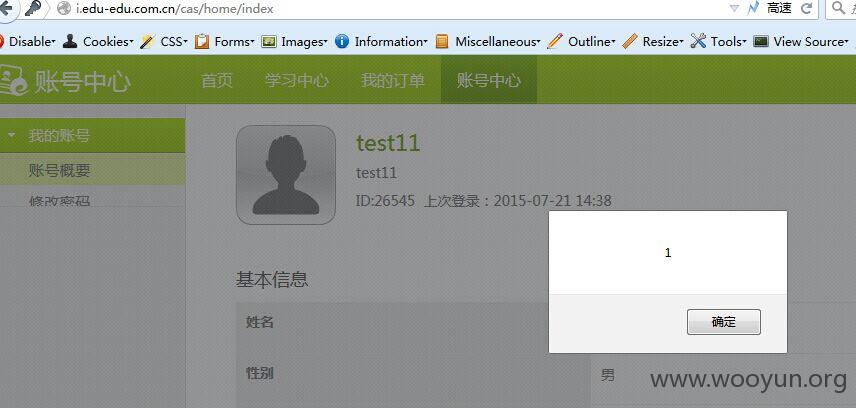 i.edu-edu.com.cn/cas/home/index 高速
Disable Cookies CSS Forms Images Information Miscellaneous Outline Resize Tools View Source
账号中心 首页 学习中心 我的订单 账号中心
我的账号
账号概要
修改密码
test11
test11
ID:26545 上次登录：2015-07-21 14:38
1
确定
基本信息
姓名
性别 男
www.wooyun.org